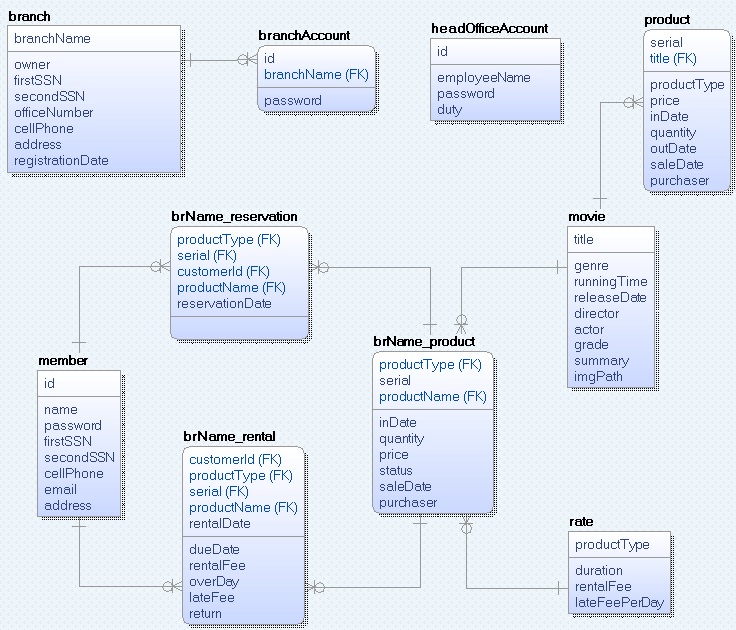 branch
branchName
owner
firstSSN
secondSSN
officeNumber
cellPhone
address
registrationDate
branchAccount
id
branchName (FK)
password
headOfficeAccount
id
employeeName
password
duty
product
serial
title (FK)
productType
price
inDate
quantity
outDate
saleDate
purchaser
brName_reservation
productType (FK)
serial (FK)
customerId (FK)
productName (FK)
reservationDate
movie
title
genre
runningTime
releaseDate
director
actor
grade
summary
imgPath
member
id
name
password
firstSSN
secondSSN
cellPhone
email
address
brName_rental
customerId (FK)
productType (FK)
serial (FK)
productName (FK)
rentalDate
dueDate
rentalFee
overDay
lateFee
return
brName_product
productType (FK)
serial
productName (FK)
inDate
quantity
price
status
saleDate
purchaser
rate
productType
duration
rentalFee
lateFeePerDay